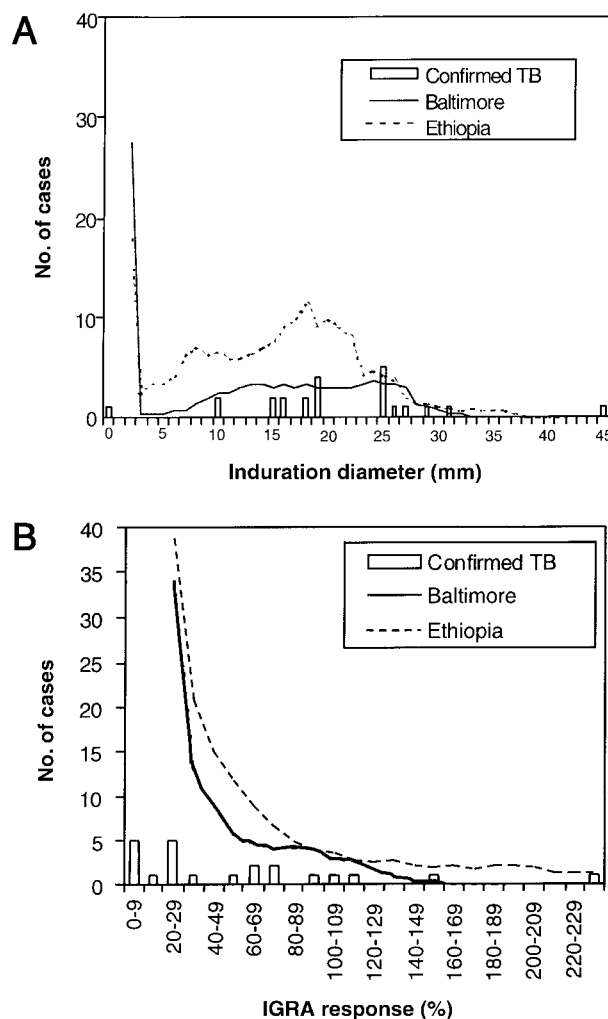 A
40
30
20
10
0
No. of cases
Confirmed TB
Baltimore
Ethiopia
0 5 10 15 20 25 30 35 40 45
Induration diameter (mm)
B
40
35
30
25
20
15
10
5
0
No. of cases
Confirmed TB
Baltimore
Ethiopia
0-9
20-29
40-49
60-69
80-89
100-109
120-129
140-149
160-169
180-189
200-209
220-229
IGRA response (%)